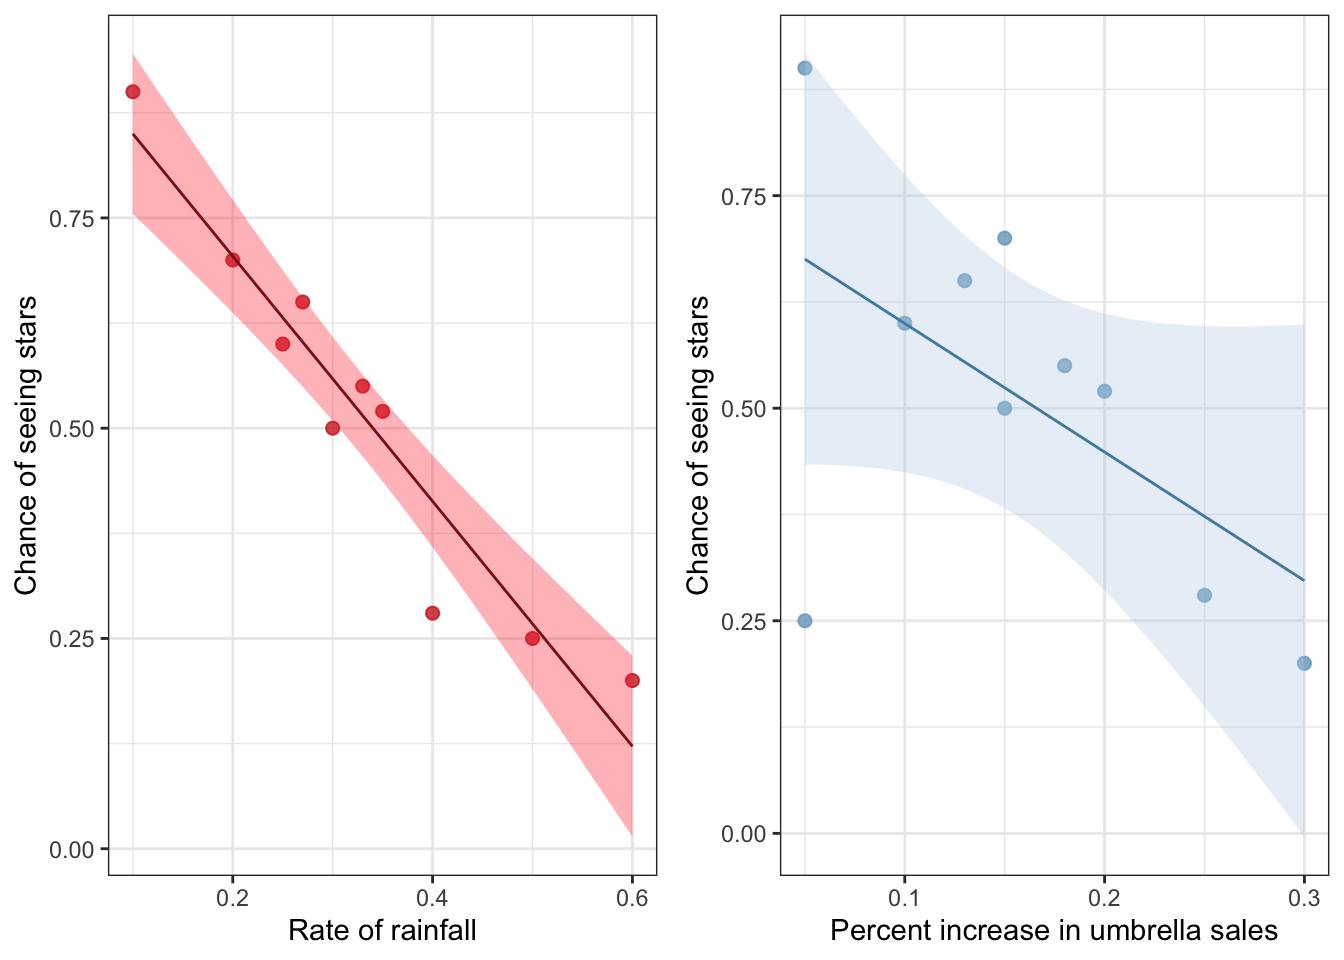 Chance of seeing stars
0.75
0.50
0.25
0.00
0.2 0.4 0.6
Rate of rainfall
Chance of seeing stars
0.75
0.50
0.25
0.00
0.1 0.2 0.3
Percent increase in umbrella sales